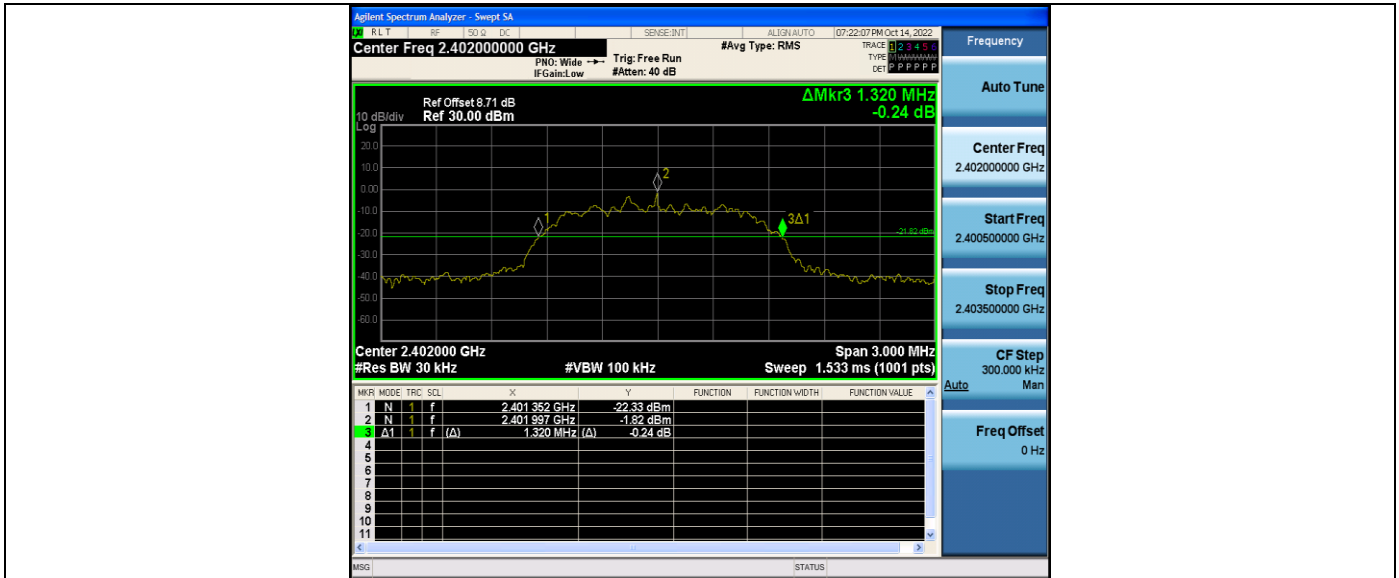 Agilent Spectrum Analyzer - Swept SA
RLT RF 50 Ω DC SENSE:INT ALIGNAUTO 07:22:07 PM Oct 14, 2022
Center Freq 2.402000000 GHz
#Avg Type: RMS
TRACE 1 2 3 4 5 6
PNO: Wide Trig: Free Run
TYPE M
IFGain:Low #Atten: 40 dB
DET P P P P P P
ΔMkr3 1.320 MHz
-0.24 dB
Ref Offset 8.71 dB
10 dB/div Ref 30.00 dBm
Log
20.0
10.0
0.00
-10.0
-20.0
-30.0
-40.0
-50.0
-60.0
1
2
3Δ1
-21.82 dBm
Center 2.402000 GHz Span 3.000 MHz
#Res BW 30 kHz #VBW 100 kHz Sweep 1.533 ms (1001 pts)
MKR MODE TRC SCL X Y FUNCTION FUNCTION WIDTH FUNCTION VALUE
1 N 1 f 2.401 352 GHz -22.33 dBm
2 N 1 f 2.401 997 GHz -1.82 dBm
3 Δ1 1 f (Δ) 1.320 MHz (Δ) -0.24 dB
4
5
6
7
8
9
10
11
MSG STATUS
Frequency
Auto Tune
Center Freq
2.402000000 GHz
Start Freq
2.400500000 GHz
Stop Freq
2.403500000 GHz
CF Step
300.000 kHz
Auto Man
Freq Offset
0 Hz